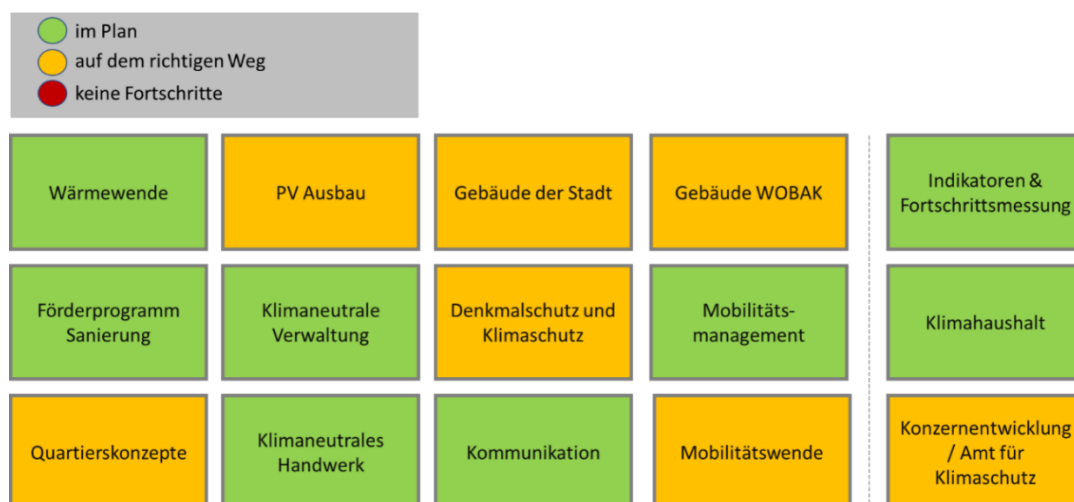 im Plan
auf dem richtigen Weg
keine Fortschritte
Wärmewende
PV Ausbau
Gebäude der Stadt
Gebäude WOBAK
Indikatoren &
Fortschrittsmessung
Förderprogramm
Sanierung
Klimaneutrale
Verwaltung
Denkmalschutz und
Klimaschutz
Mobilitäts-
management
Klimahaushalt
Quartierskonzepte
Klimaneutrales
Handwerk
Kommunikation
Mobilitätswende
Konzernentwicklung
/ Amt für
Klimaschutz